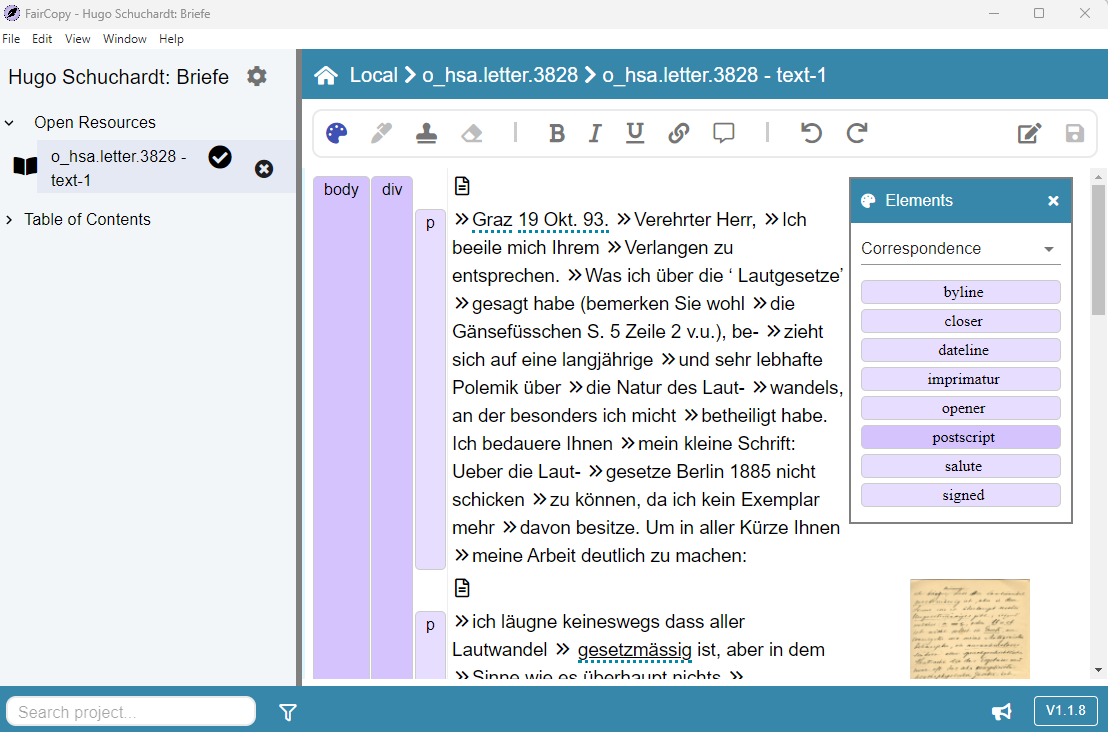 FairCopy - Hugo Schuchardt: Briefe
File Edit View Window Help
Hugo Schuchardt: Briefe
Open Resources
o_hsa.letter.3828 -
text-1
Table of Contents
Local o_hsa.letter.3828 o_hsa.letter.3828 - text-1
B I U
body div
p
»Graz 19 Okt. 93. »Verehrter Herr, »Ich
beeile mich Ihrem »Verlangen zu
entsprechen. »Was ich über die ‘ Lautgesetze’
»gesagt habe (bemerken Sie wohl »die
Gänsefüsschen S. 5 Zeile 2 v.u.), be- »zieht
sich auf eine langjährige »und sehr lebhafte
Polemik über »die Natur des Laut- »wandels,
an der besonders ich micht »betheiligt habe.
Ich bedauere Ihnen »mein kleine Schrift:
Ueber die Laut- »gesetze Berlin 1885 nicht
schicken »zu können, da ich kein Exemplar
mehr »davon besitze. Um in aller Kürze Ihnen
»meine Arbeit deutlich zu machen:
p
»ich läugne keineswegs dass aller
Lautwandel » gesetzmässig ist, aber in dem
»Sinne wie es überhaupt nichts »
Elements
Correspondence
byline
closer
dateline
imprimatur
opener
postscript
salute
signed
Search project...
V1.1.8